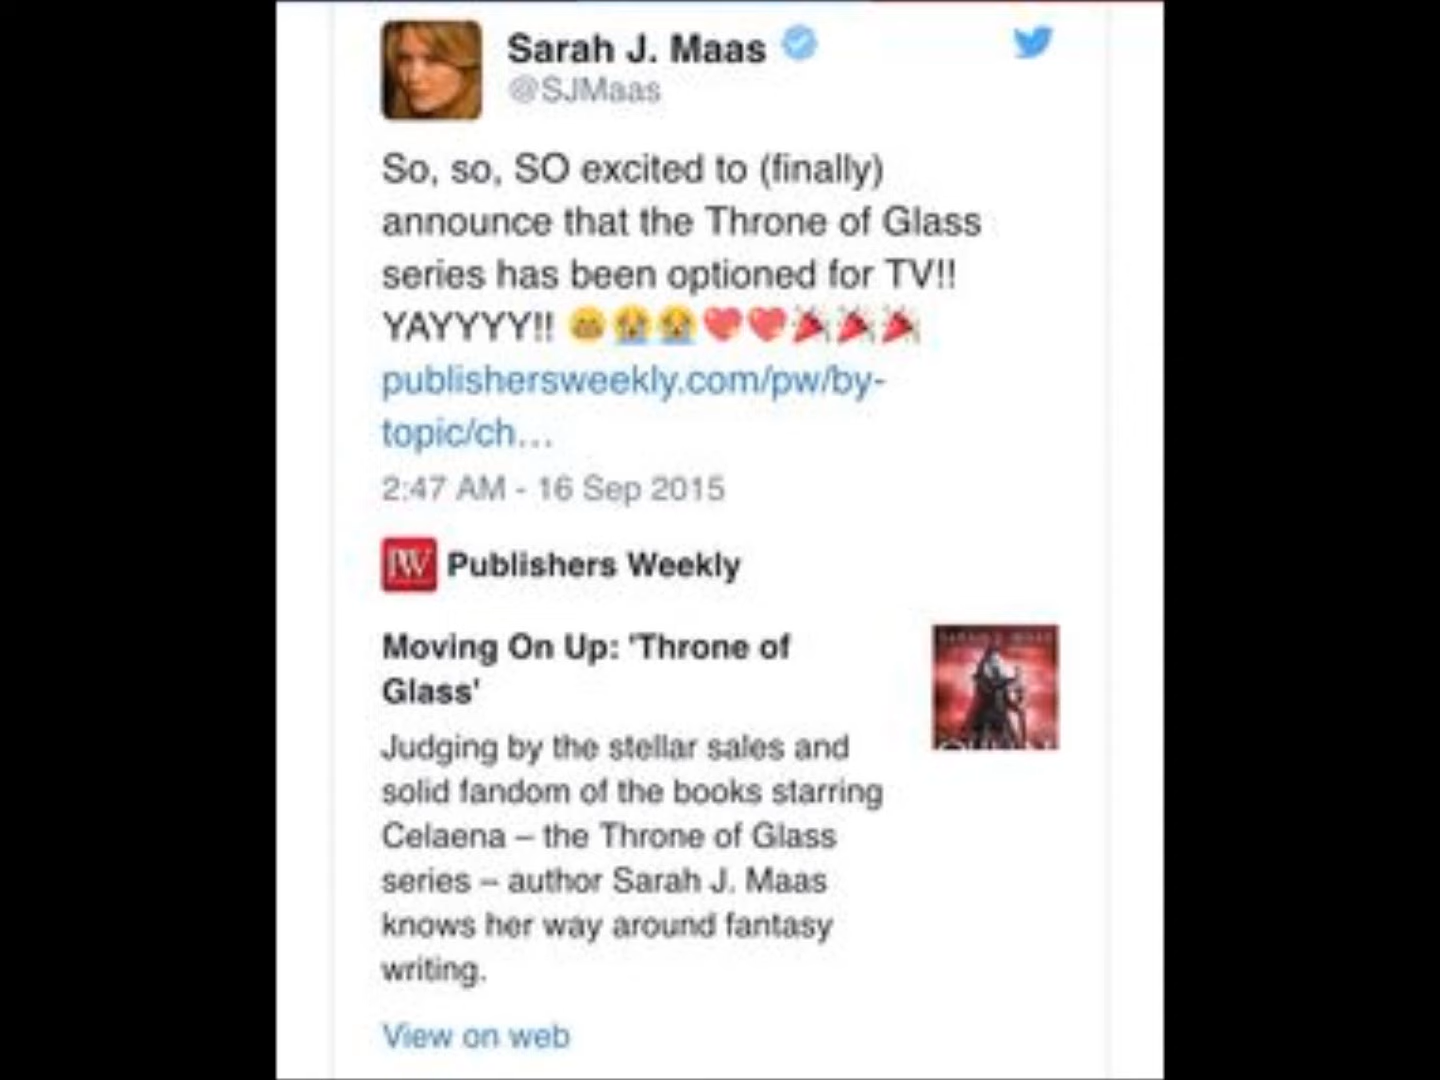 Sarah J. Maas
@SJMaas
So, so, SO excited to (finally)
announce that the Throne of Glass
series has been optioned for TV!!
YAYYYY!! 😁😭😭💖💖🎉🎉🎉
publishersweekly.com/pw/by-
topic/ch...
2:47 AM - 16 Sep 2015
PW Publishers Weekly
Moving On Up: 'Throne of
Glass'
SARAH J. MAAS
Judging by the stellar sales and
solid fandom of the books starring
Celaena – the Throne of Glass
series – author Sarah J. Maas
knows her way around fantasy
writing.
View on web